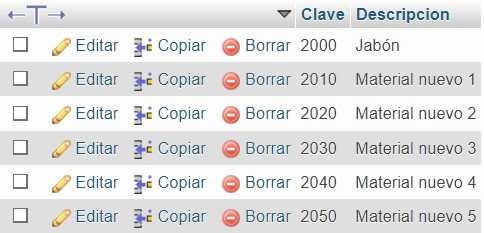 Clave Descripcion
Editar Copiar Borrar 2000 Jabón
Editar Copiar Borrar 2010 Material nuevo 1
Editar Copiar Borrar 2020 Material nuevo 2
Editar Copiar Borrar 2030 Material nuevo 3
Editar Copiar Borrar 2040 Material nuevo 4
Editar Copiar Borrar 2050 Material nuevo 5